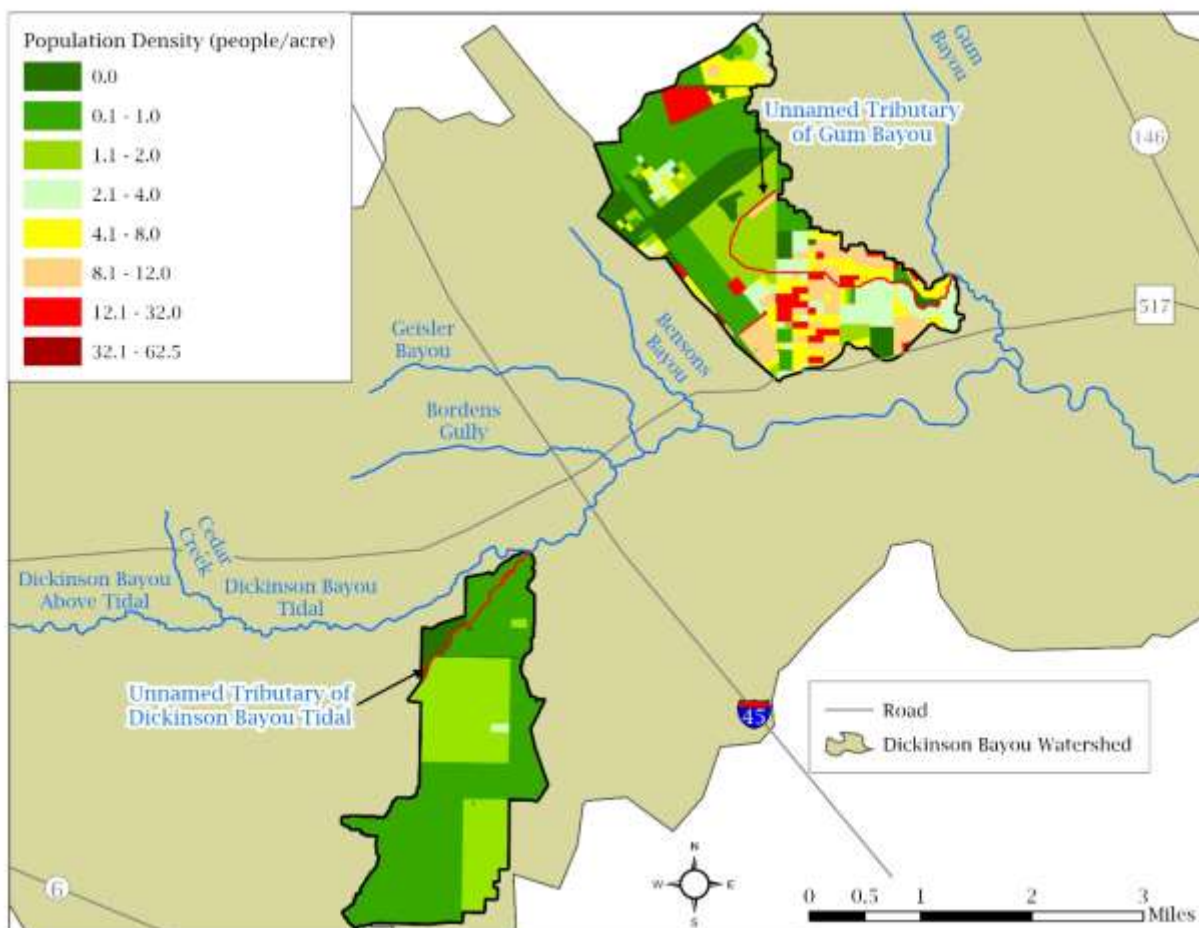 Population Density (people/acre)
0.0
0.1 - 1.0
1.1 - 2.0
2.1 - 4.0
4.1 - 8.0
8.1 - 12.0
12.1 - 32.0
32.1 - 62.5
Gum
Bayou
Unnamed Tributary
of Gum Bayou
146
517
Geisler
Bayou
Bensons
Bayou
Bordens
Gully
Cedar
Creek
Dickinson Bayou
Above Tidal
Dickinson Bayou
Tidal
Unnamed Tributary of
Dickinson Bayou Tidal
45
Road
Dickinson Bayou Watershed
6
N
W
E
S
0 0.5 1 2 3
Miles